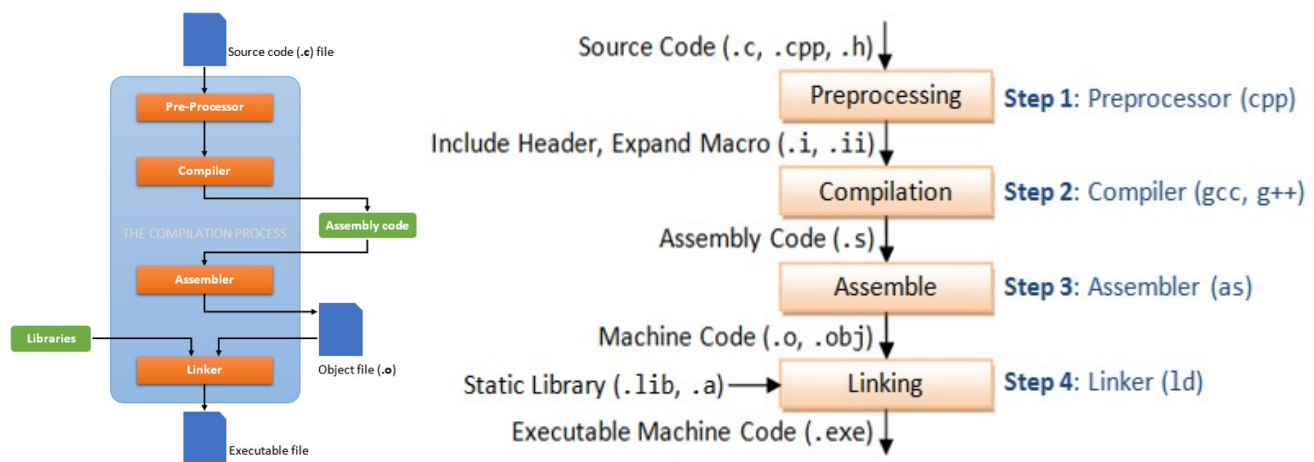 Source code (.c) file
Pre-Processor
Compiler
Assembly code
THE COMPILATION PROCESS
Assembler
Libraries
Object file (.o)
Linker
Executable file
Source Code (.c, .cpp, .h)
Preprocessing
Step 1: Preprocessor (cpp)
Include Header, Expand Macro (.i, .ii)
Compilation
Step 2: Compiler (gcc, g++)
Assembly Code (.s)
Assemble
Step 3: Assembler (as)
Machine Code (.o, .obj)
Static Library (.lib, .a)
Linking
Step 4: Linker (ld)
Executable Machine Code (.exe)